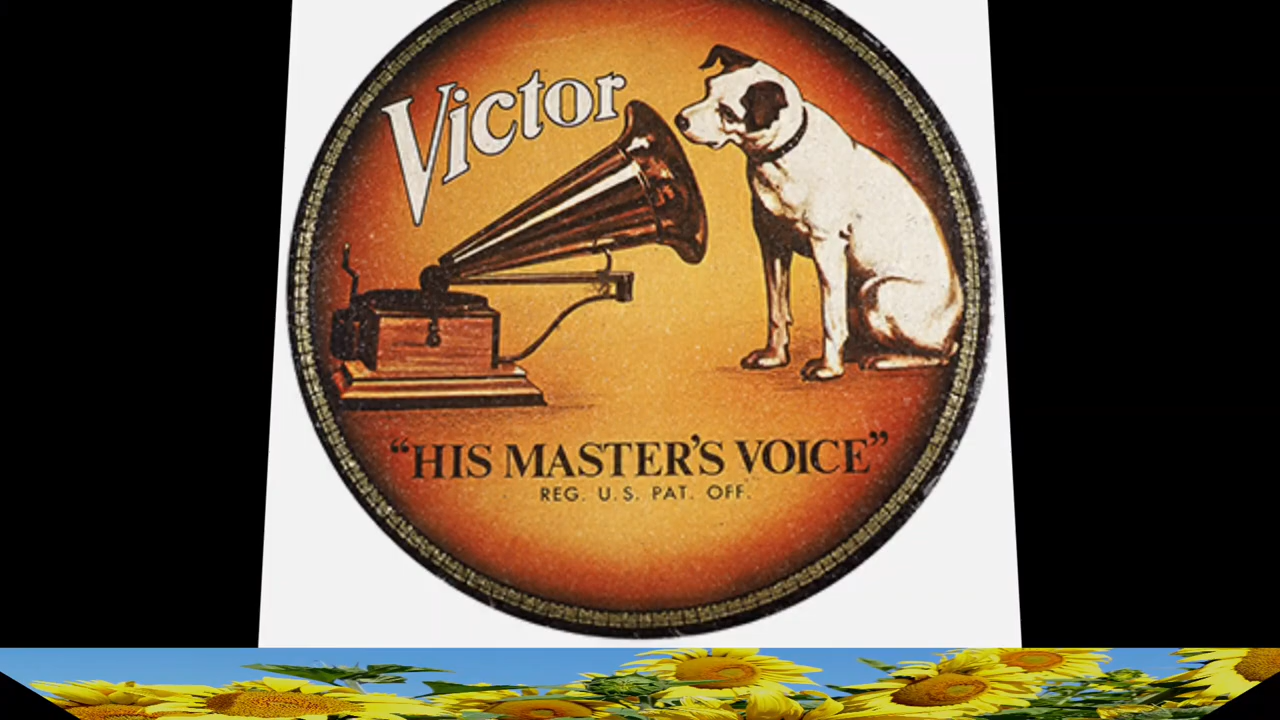 Victor
“HIS MASTER’S VOICE”
REG. U.S. PAT. OFF.